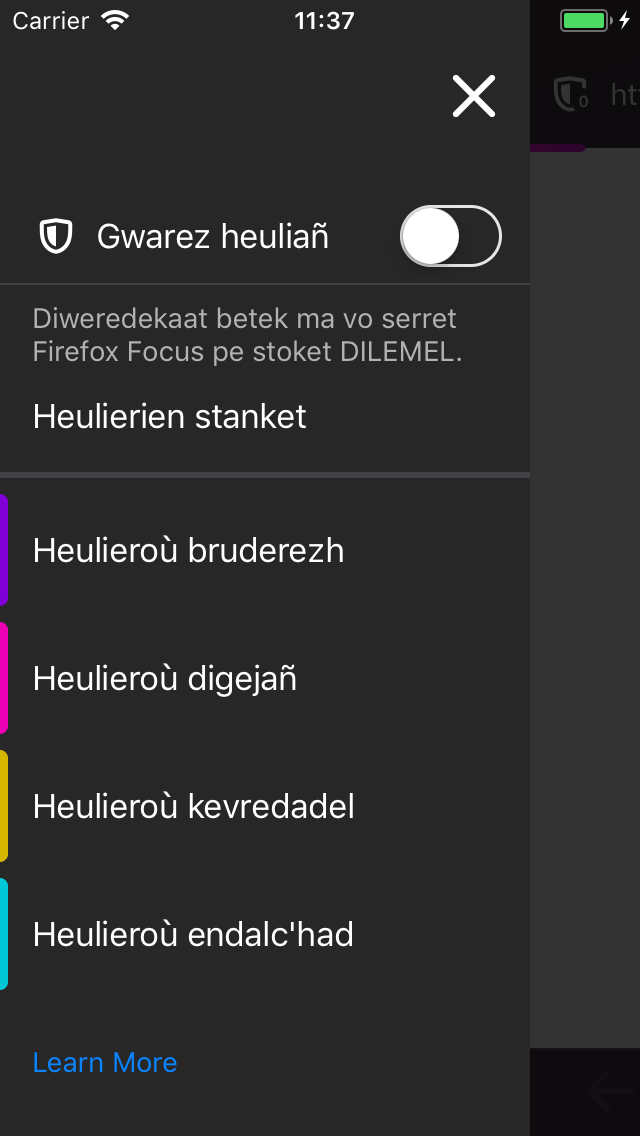 Carrier
11:37
0
htt
Gwarez heuliañ
Diweredekaat betek ma vo serret
Firefox Focus pe stoket DILEMEL.
Heulierien stanket
Heulieroù bruderezh
Heulieroù digejañ
Heulieroù kevredadel
Heulieroù endalc'had
Learn More